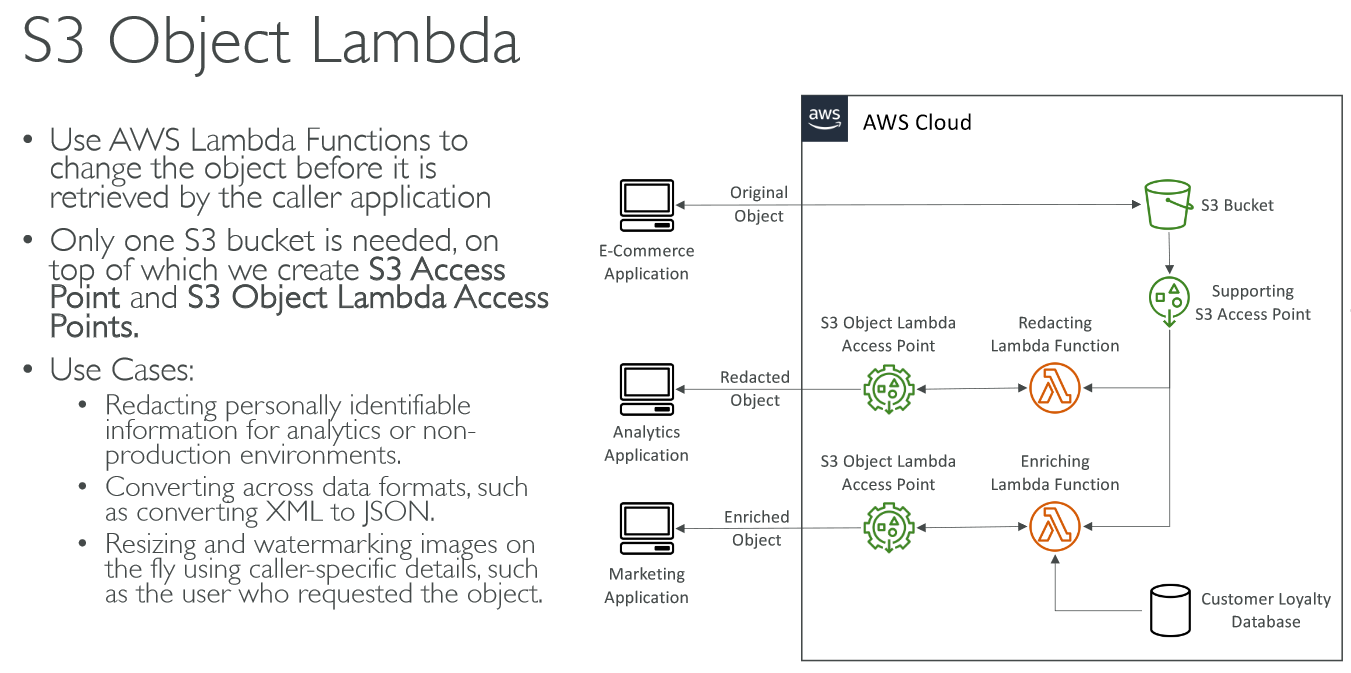 S3 Object Lambda
• Use AWS Lambda Functions to
change the object before it is
retrieved by the caller application
• Only one S3 bucket is needed, on
top of which we create S3 Access
Point and S3 Object Lambda Access
Points.
• Use Cases:
• Redacting personally identifiable
information for analytics or non-
production environments.
• Converting across data formats, such
as converting XML to JSON.
• Resizing and watermarking images on
the fly using caller-specific details, such
as the user who requested the object.
aws
AWS Cloud
Original
Object
E-Commerce
Application
S3 Bucket
Supporting
S3 Access Point
S3 Object Lambda
Access Point
Redacting
Lambda Function
Redacted
Object
Analytics
Application
S3 Object Lambda
Access Point
Enriching
Lambda Function
Enriched
Object
Marketing
Application
Customer Loyalty
Database